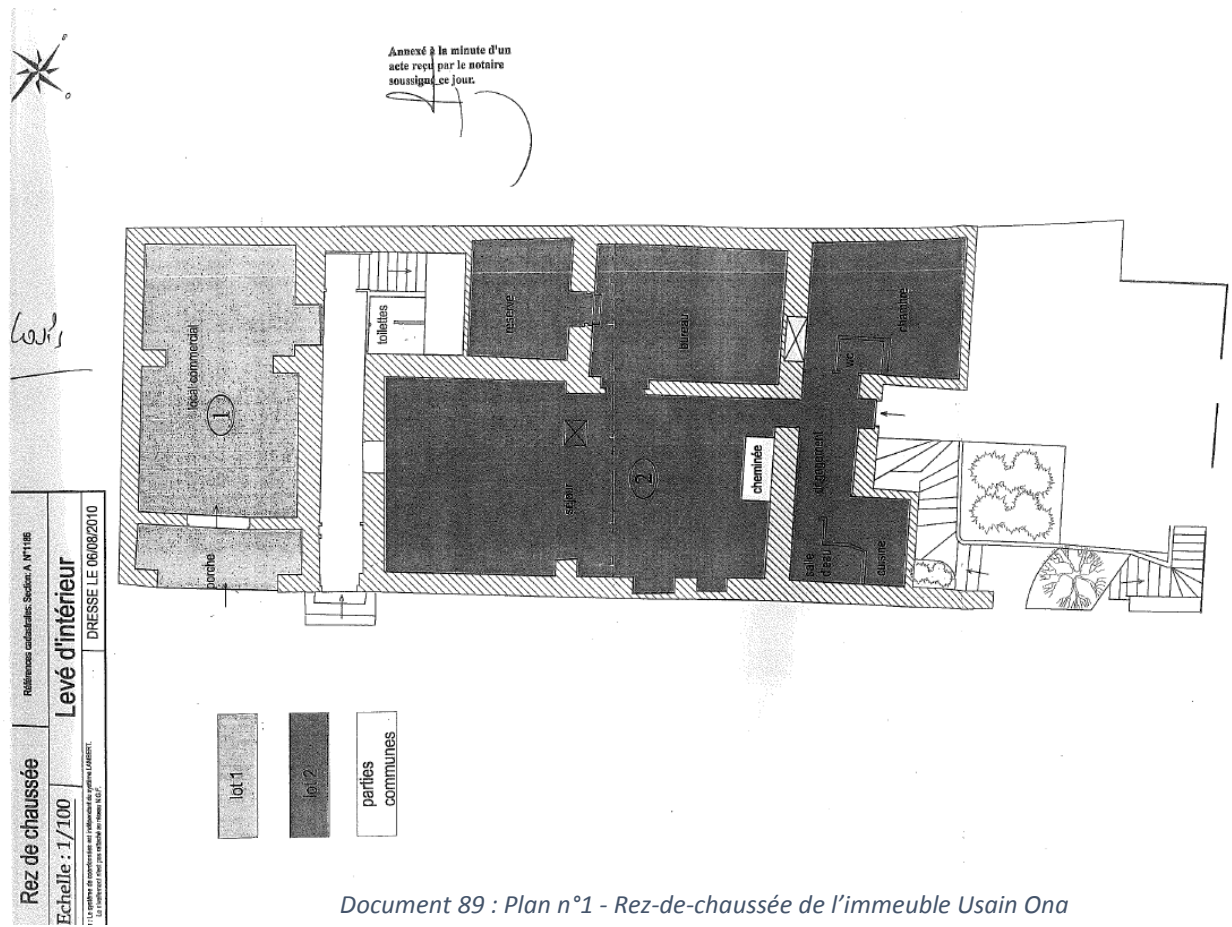 Annexé à la minute d'un
acte reçu par le notaire
soussigné ce jour.
local commercial
1
porche
toilettes
réserve
bureau
séjour
2
cheminée
dégagement
wc
chambre
salle
d'eau
cuisine
Rez de chaussée
Références cadastrales: Section: A N°1186
Echelle : 1/100
Levé d'intérieur
DRESSE LE 06/08/2010
lot 1
lot 2
parties
communes
Document 89 : Plan n°1 - Rez-de-chaussée de l'immeuble Usain Ona